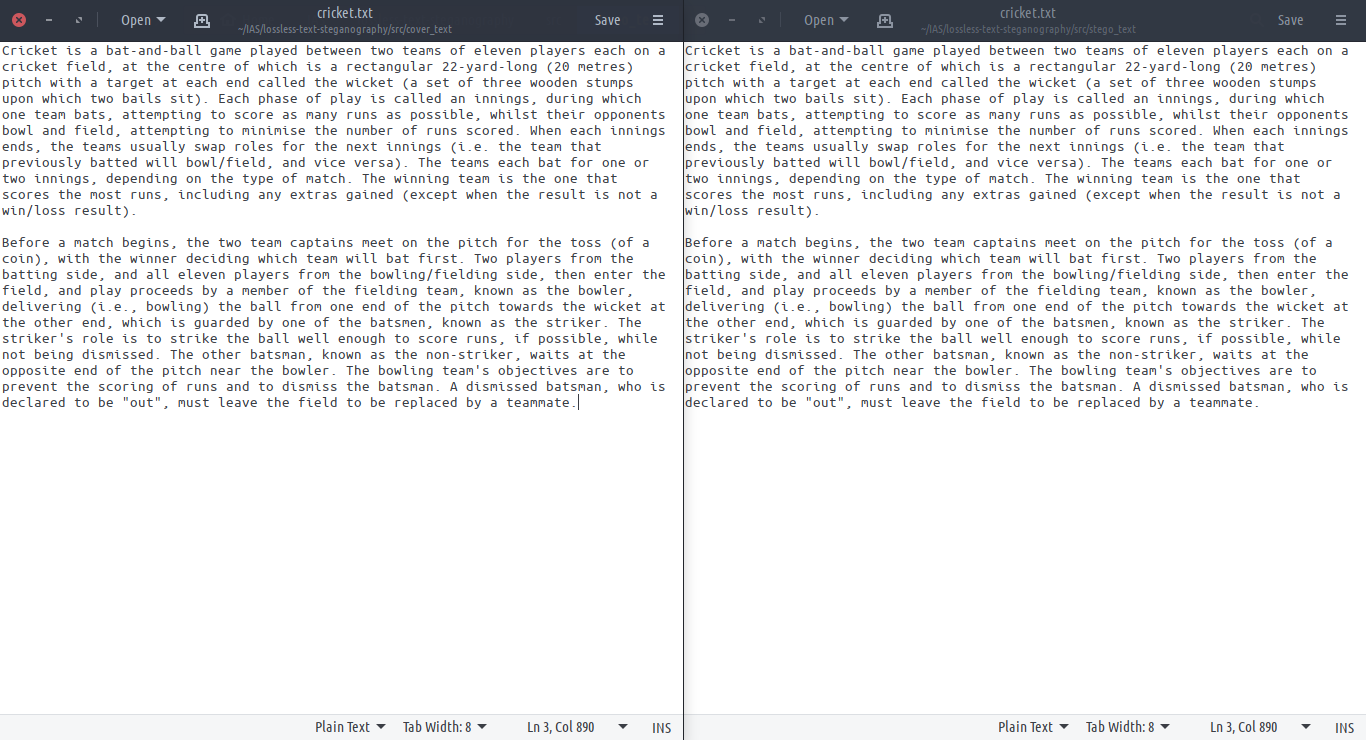 cricket.txt
Open
~/IAS/lossless-text-steganography/src/cover_text
Save
Cricket is a bat-and-ball game played between two teams of eleven players each on a
cricket field, at the centre of which is a rectangular 22-yard-long (20 metres)
pitch with a target at each end called the wicket (a set of three wooden stumps
upon which two bails sit). Each phase of play is called an innings, during which
one team bats, attempting to score as many runs as possible, whilst their opponents
bowl and field, attempting to minimise the number of runs scored. When each innings
ends, the teams usually swap roles for the next innings (i.e. the team that
previously batted will bowl/field, and vice versa). The teams each bat for one or
two innings, depending on the type of match. The winning team is the one that
scores the most runs, including any extras gained (except when the result is not a
win/loss result).
Before a match begins, the two team captains meet on the pitch for the toss (of a
coin), with the winner deciding which team will bat first. Two players from the
batting side, and all eleven players from the bowling/fielding side, then enter the
field, and play proceeds by a member of the fielding team, known as the bowler,
delivering (i.e., bowling) the ball from one end of the pitch towards the wicket at
the other end, which is guarded by one of the batsmen, known as the striker. The
striker's role is to strike the ball well enough to score runs, if possible, while
not being dismissed. The other batsman, known as the non-striker, waits at the
opposite end of the pitch near the bowler. The bowling team's objectives are to
prevent the scoring of runs and to dismiss the batsman. A dismissed batsman, who is
declared to be "out", must leave the field to be replaced by a teammate.
Plain Text Tab Width: 8 Ln 3, Col 890 INS
cricket.txt
Open
~/IAS/lossless-text-steganography/src/stego_text
Save
Cricket is a bat-and-ball game played between two teams of eleven players each on a
cricket field, at the centre of which is a rectangular 22-yard-long (20 metres)
pitch with a target at each end called the wicket (a set of three wooden stumps
upon which two bails sit). Each phase of play is called an innings, during which
one team bats, attempting to score as many runs as possible, whilst their opponents
bowl and field, attempting to minimise the number of runs scored. When each innings
ends, the teams usually swap roles for the next innings (i.e. the team that
previously batted will bowl/field, and vice versa). The teams each bat for one or
two innings, depending on the type of match. The winning team is the one that
scores the most runs, including any extras gained (except when the result is not a
win/loss result).
Before a match begins, the two team captains meet on the pitch for the toss (of a
coin), with the winner deciding which team will bat first. Two players from the
batting side, and all eleven players from the bowling/fielding side, then enter the
field, and play proceeds by a member of the fielding team, known as the bowler,
delivering (i.e., bowling) the ball from one end of the pitch towards the wicket at
the other end, which is guarded by one of the batsmen, known as the striker. The
striker's role is to strike the ball well enough to score runs, if possible, while
not being dismissed. The other batsman, known as the non-striker, waits at the
opposite end of the pitch near the bowler. The bowling team's objectives are to
prevent the scoring of runs and to dismiss the batsman. A dismissed batsman, who is
declared to be "out", must leave the field to be replaced by a teammate.
Plain Text Tab Width: 8 Ln 3, Col 890 INS